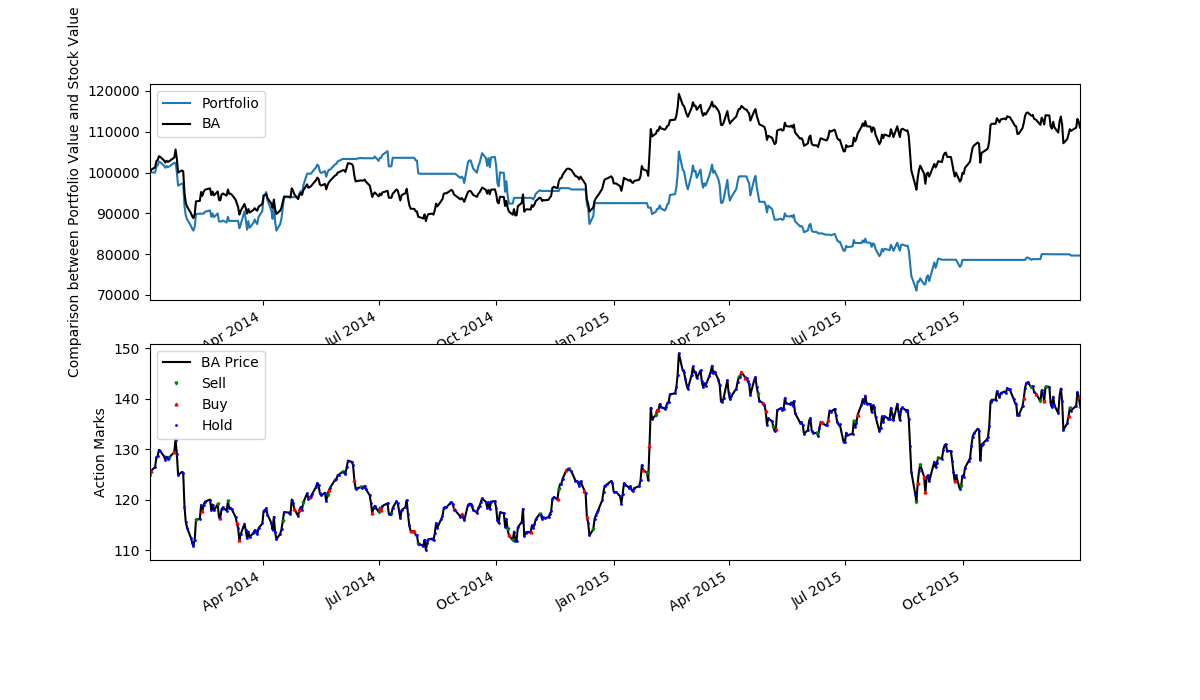 Comparison between Portfolio Value and Stock Value
120000
110000
100000
90000
80000
70000
Portfolio
BA
Apr 2014
Jul 2014
Oct 2014
Jan 2015
Apr 2015
Jul 2015
Oct 2015
Action Marks
150
140
130
120
110
BA Price
Sell
Buy
Hold
Apr 2014
Jul 2014
Oct 2014
Jan 2015
Apr 2015
Jul 2015
Oct 2015